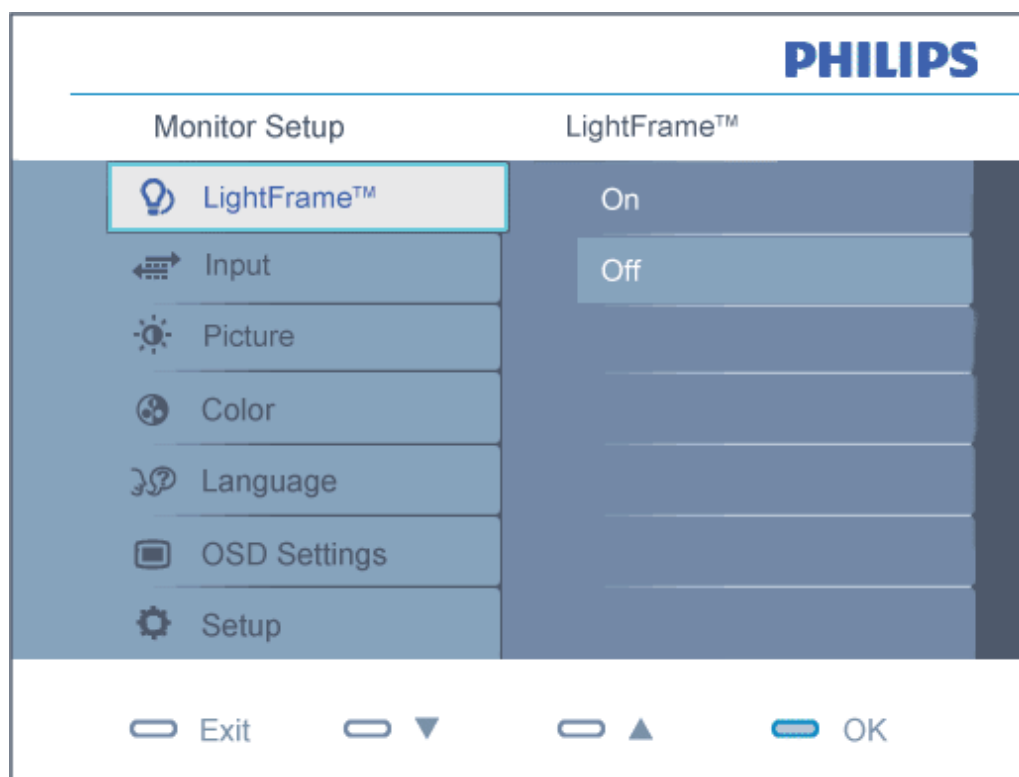 PHILIPS
Monitor Setup
LightFrame™
LightFrame™
On
Input
Off
Picture
Color
Language
OSD Settings
Setup
Exit ▼ ▲ OK